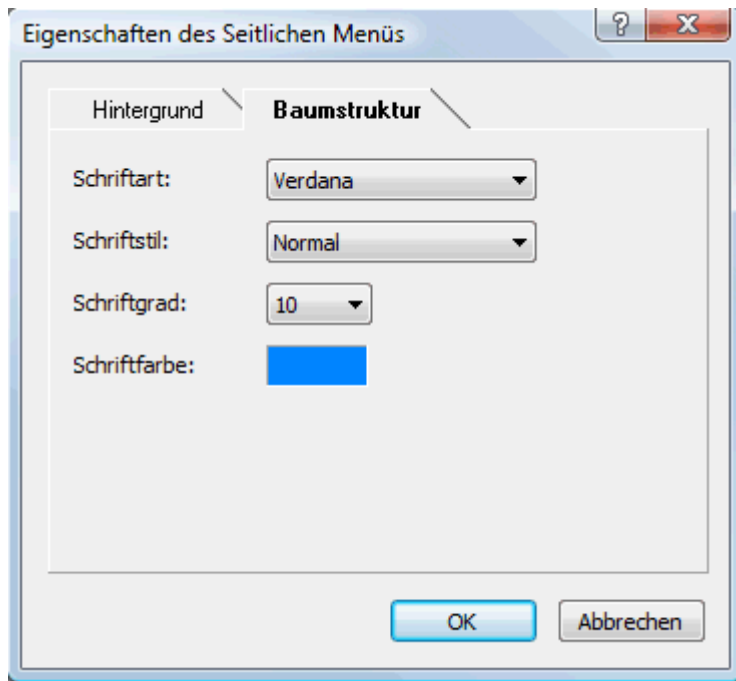 Eigenschaften des Seitlichen Menüs
?
X
Hintergrund
Baumstruktur
Schriftart:
Verdana
Schriftstil:
Normal
Schriftgrad:
10
Schriftfarbe:
OK
Abbrechen